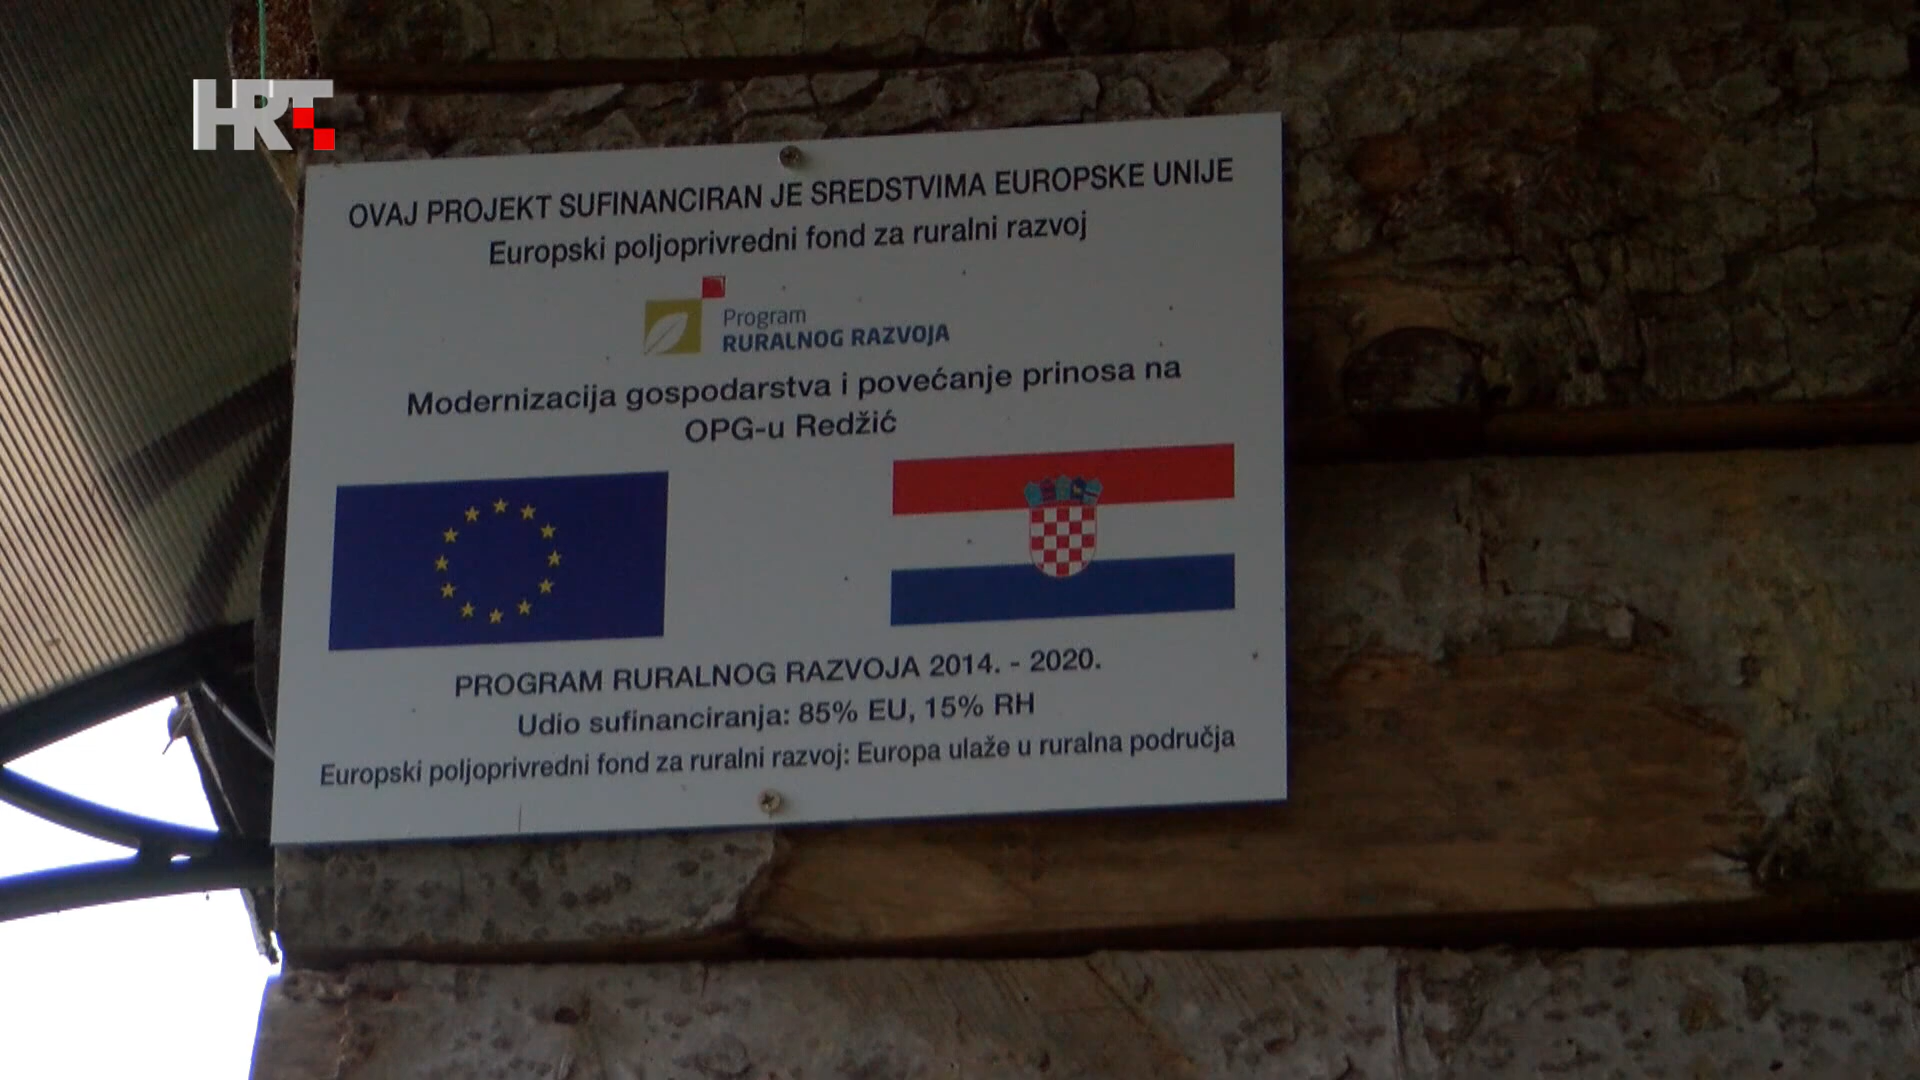 HRT
OVAJ PROJEKT SUFINANCIRAN JE SREDSTVIMA EUROPSKE UNIJE
Europski poljoprivredni fond za ruralni razvoj
Program
RURALNOG RAZVOJA
Modernizacija gospodarstva i povećanje prinosa na
OPG-u Redžić
PROGRAM RURALNOG RAZVOJA 2014. - 2020.
Udio sufinanciranja: 85% EU, 15% RH
Europski poljoprivredni fond za ruralni razvoj: Europa ulaže u ruralna područja